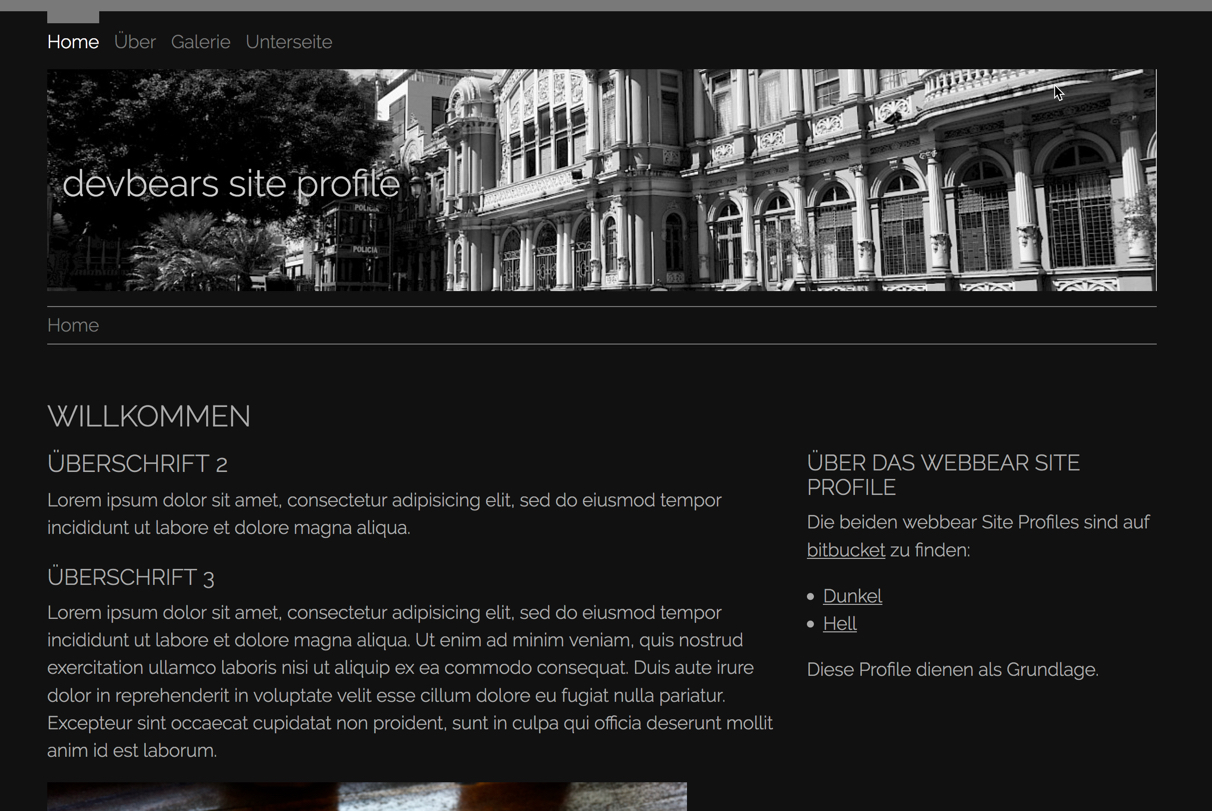 Home Über Galerie Unterseite
devbears site profile
POLICIA
POLICIA
Home
WILLKOMMEN
ÜBERSCHRIFT 2
Lorem ipsum dolor sit amet, consectetur adipisicing elit, sed do eiusmod tempor
incididunt ut labore et dolore magna aliqua.
ÜBERSCHRIFT 3
Lorem ipsum dolor sit amet, consectetur adipisicing elit, sed do eiusmod tempor
incididunt ut labore et dolore magna aliqua. Ut enim ad minim veniam, quis nostrud
exercitation ullamco laboris nisi ut aliquip ex ea commodo consequat. Duis aute irure
dolor in reprehenderit in voluptate velit esse cillum dolore eu fugiat nulla pariatur.
Excepteur sint occaecat cupidatat non proident, sunt in culpa qui officia deserunt mollit
anim id est laborum.
ÜBER DAS WEBBEAR SITE
PROFILE
Die beiden webbear Site Profiles sind auf
bitbucket zu finden:
Dunkel
Hell
Diese Profile dienen als Grundlage.